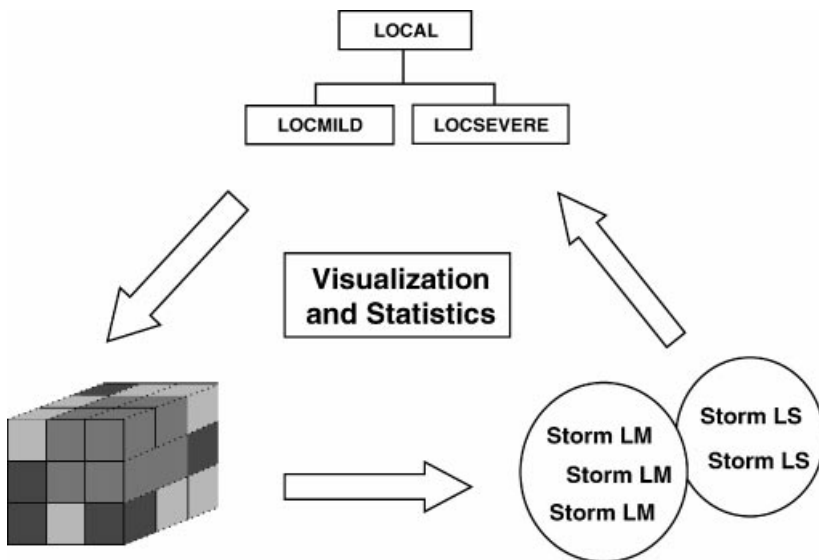 LOCAL
LOCMILD
LOCSEVERE
Visualization
and Statistics
Storm LM
Storm LM
Storm LM
Storm LS
Storm LS